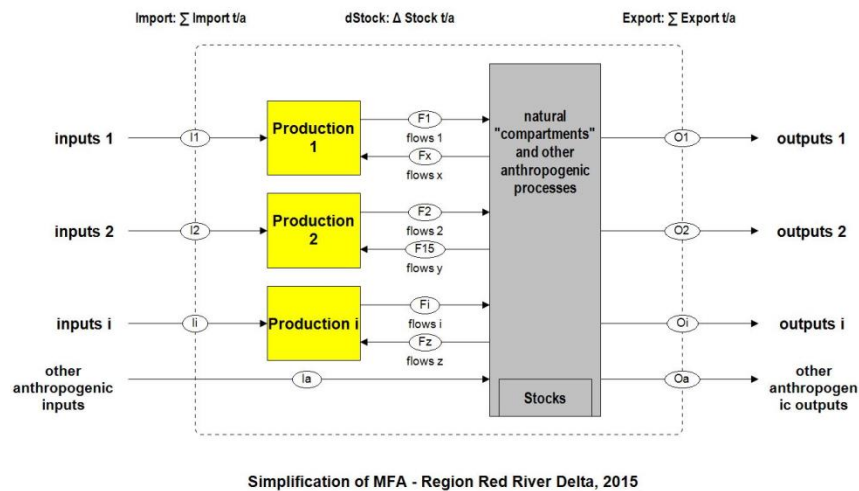 Import: ∑ Import t/a
dStock: Δ Stock t/a
Export: ∑ Export t/a
inputs 1
I1
Production
1
F1
flows 1
Fx
flows x
natural
"compartments"
and other
anthropogenic
processes
O1
outputs 1
inputs 2
I2
Production
2
F2
flows 2
F15
flows y
O2
outputs 2
inputs i
Ii
Production i
Fi
flows i
Fz
flows z
Oi
outputs i
other
anthropogenic
inputs
Ia
Stocks
Oa
other
anthropogen
ic outputs
Simplification of MFA - Region Red River Delta, 2015